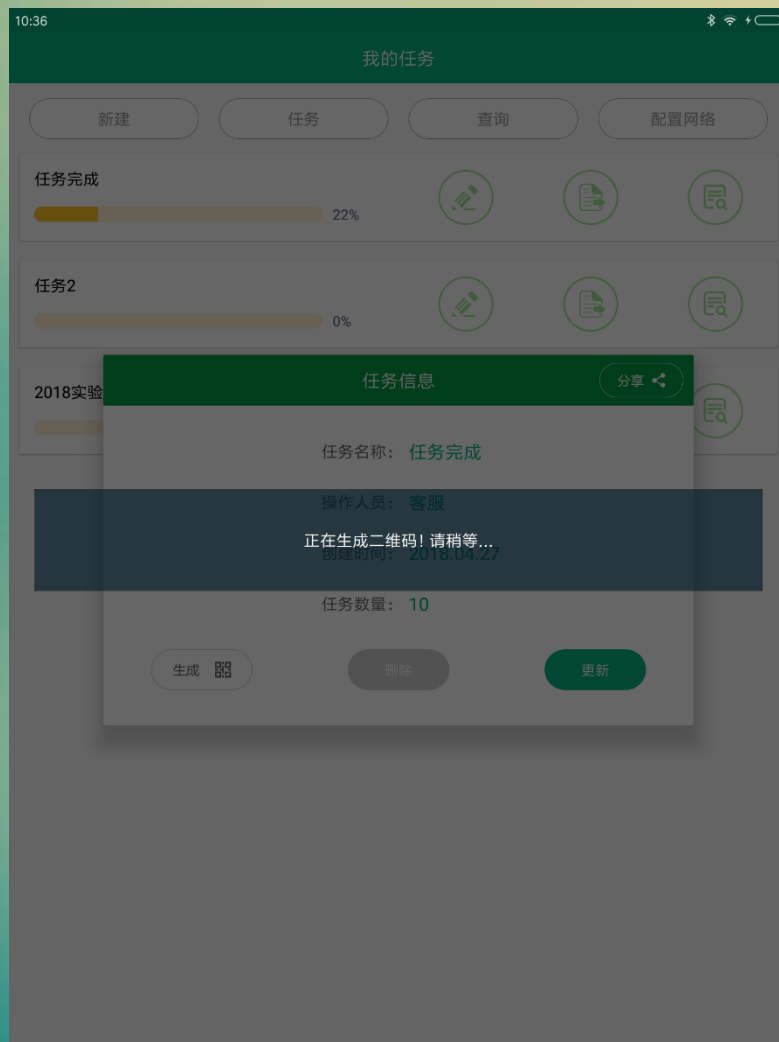 10:36
我的任务
新建 任务 查询 配置网络
任务完成
22%
任务2
0%
2018实验
任务信息 分享
任务名称： 任务完成
操作人员： 客服
正在生成二维码! 请稍等...
创建时间： 2018.04.27
任务数量： 10
生成 删除 更新